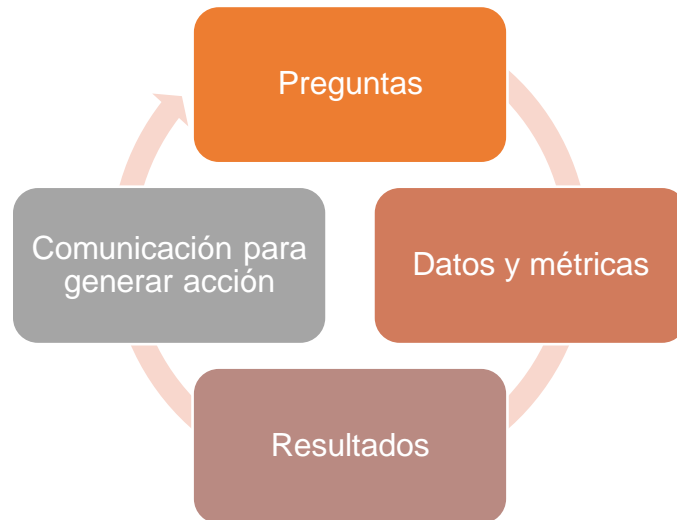 Preguntas
Datos y métricas
Resultados
Comunicación para
generar acción